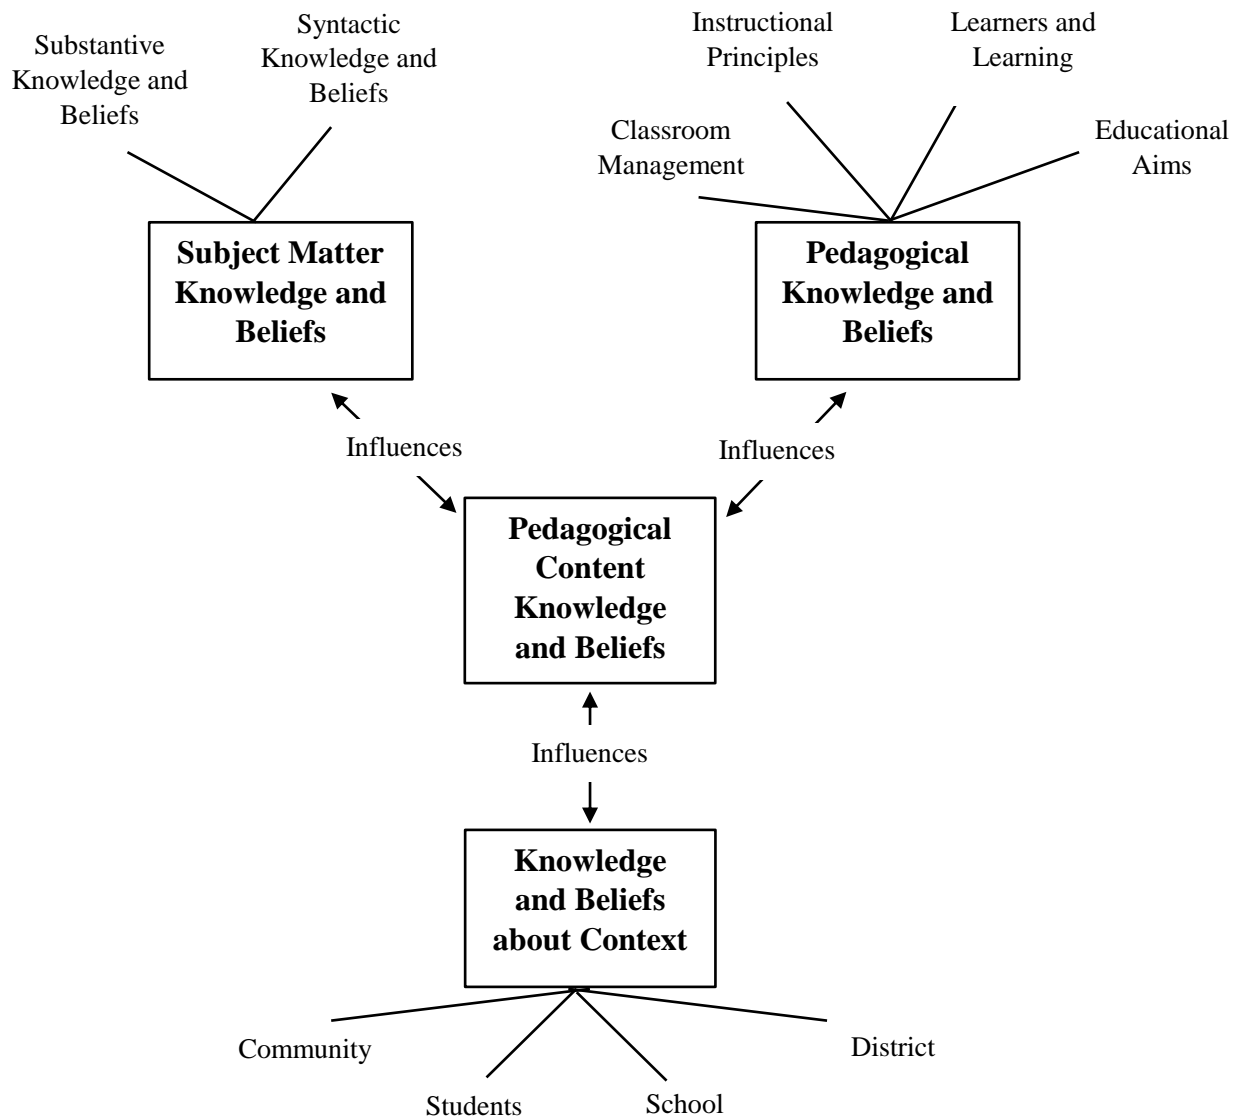 Substantive
Knowledge and
Beliefs
Syntactic
Knowledge and
Beliefs
Instructional
Principles
Learners and
Learning
Classroom
Management
Educational
Aims
Subject Matter
Knowledge and
Beliefs
Pedagogical
Knowledge and
Beliefs
Influences
Influences
Pedagogical
Content
Knowledge
and Beliefs
Influences
Knowledge
and Beliefs
about Context
Community
Students
School
District